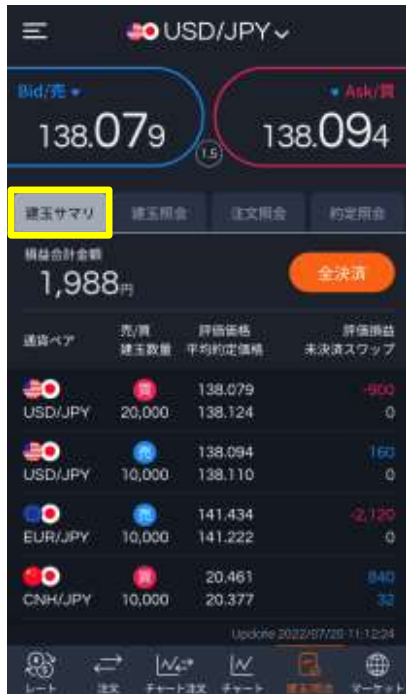 USD/JPY
Bid/売
Ask/買
138.079
1.5
138.094
建玉サマリ
建玉照会
注文照会
約定照会
損益合計金額
1,988円
全決済
通貨ペア
売/買
建玉数量
評価価格
平均約定価格
評価損益
未決済スワップ
USD/JPY
買
20,000
138.079
138.124
-900
0
USD/JPY
売
10,000
138.094
138.110
160
0
EUR/JPY
売
10,000
141.434
141.222
-2,120
0
CNH/JPY
買
10,000
20.461
20.377
840
32
Update 2022/07/20 11:12:24
レート
注文
チャート注文
チャート
建玉照会
マーケット